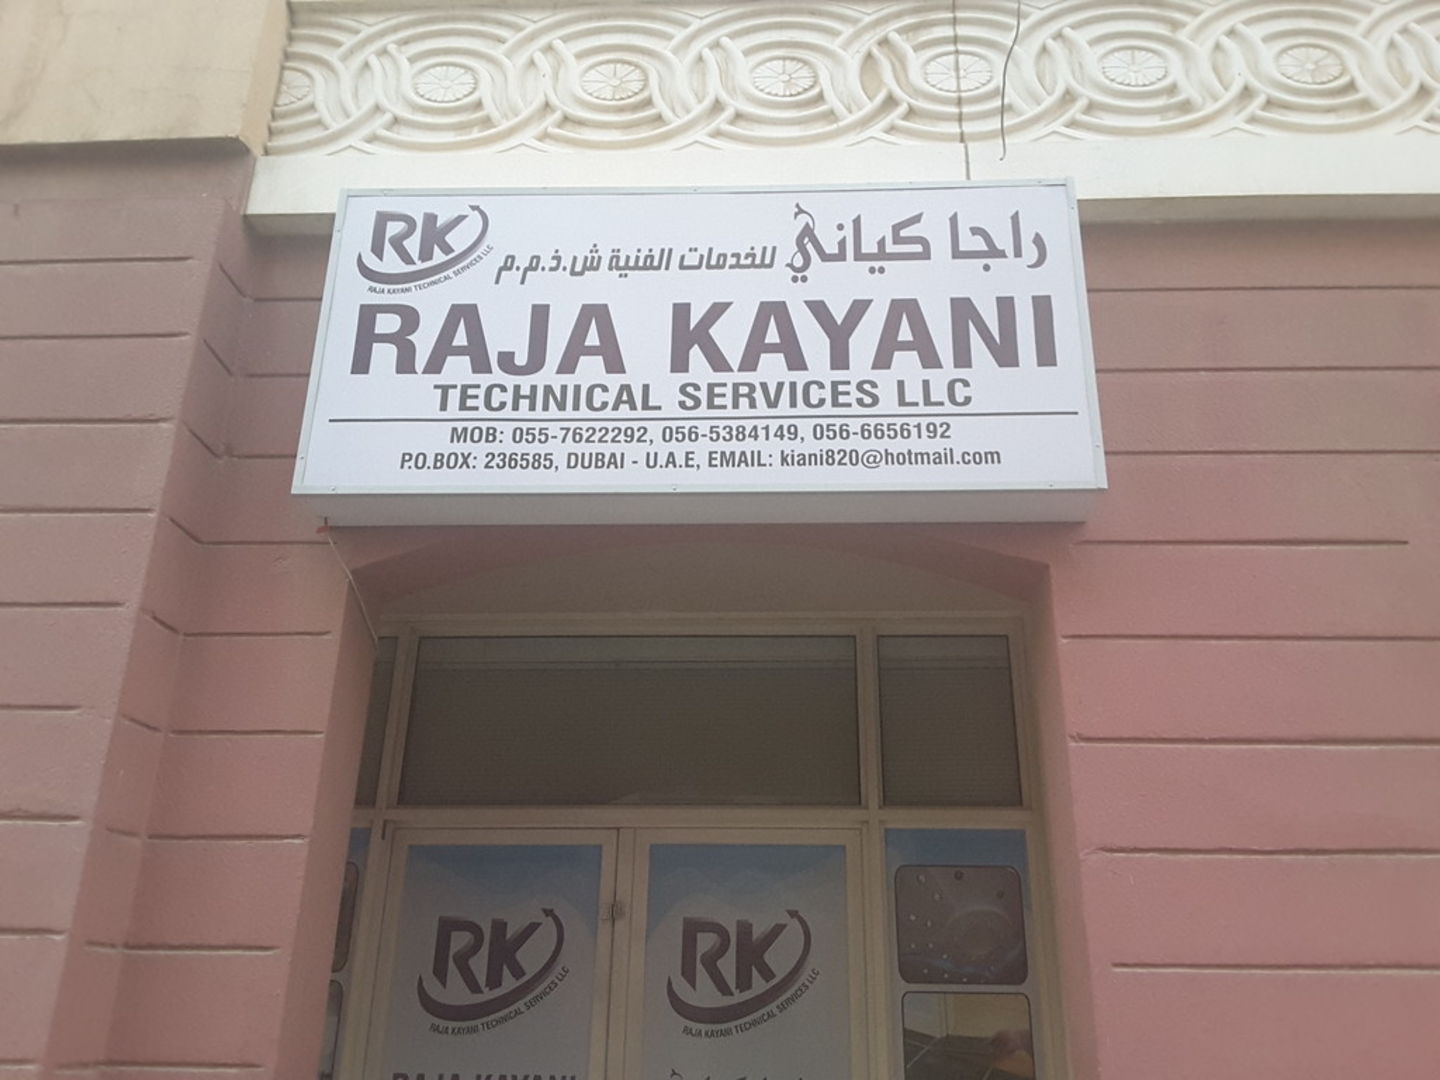 RK
RAJA KAYANI TECHNICAL SERVICES LLC
راجا كياني للخدمات الفنية ش.ذ.م.م
RAJA KAYANI
TECHNICAL SERVICES LLC
MOB: 055-7622292, 056-5384149, 056-6656192
P.O.BOX: 236585, DUBAI - U.A.E, EMAIL: kiani820@hotmail.com
RK
RAJA KAYANI TECHNICAL SERVICES LLC
RK
RAJA KAYANI TECHNICAL SERVICES LLC
RAJA KAYANI